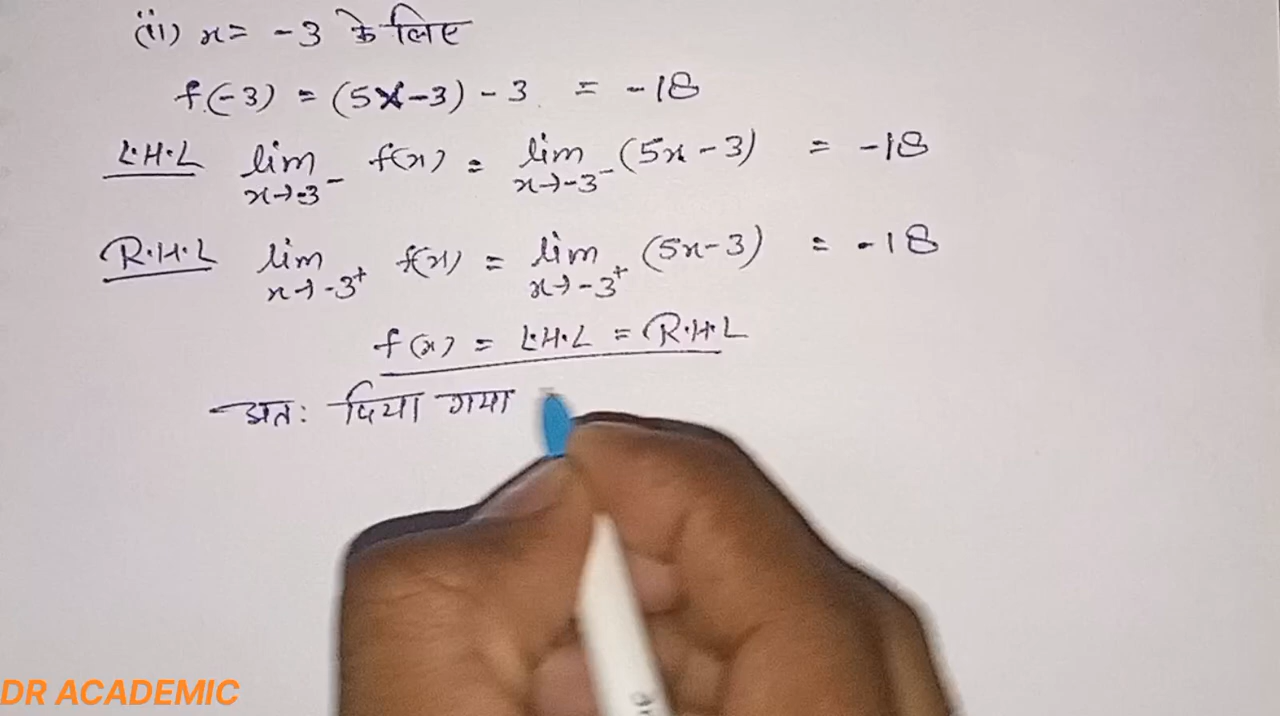 (ii) x = -3 के लिए
f(-3) = (5×-3) - 3 = -18
L.H.L lim x→-3⁻ f(x) = lim x→-3⁻ (5x - 3) = -18
R.H.L lim x→-3⁺ f(x) = lim x→-3⁺ (5x-3) = -18
f(x) = L.H.L = R.H.L
अत: दिया गया
DR ACADEMIC